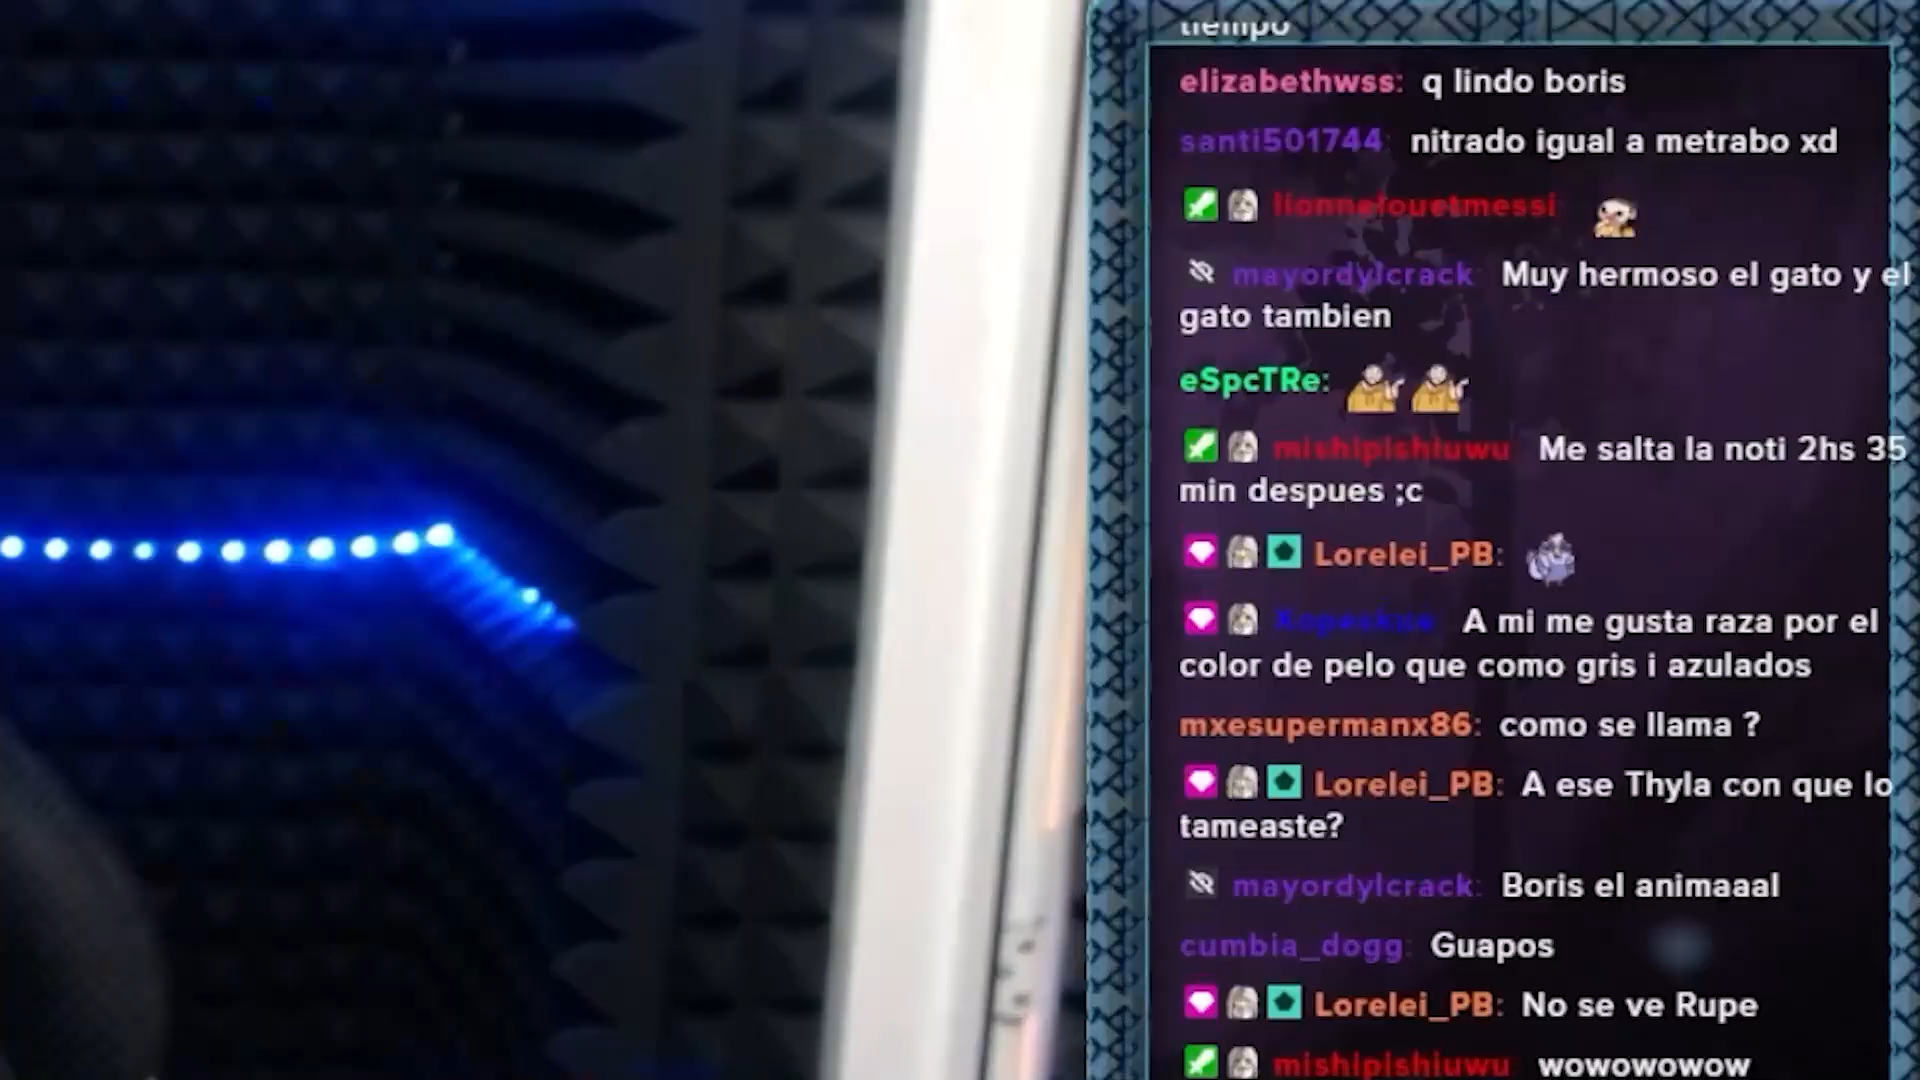 tiempo
elizabethwss: q lindo boris
santi501744: nitrado igual a metrabo xd
lionnelouetmessi
mayordylcrack: Muy hermoso el gato y el
gato tambien
eSpcTRe:
mishipishiuwu: Me salta la noti 2hs 35
min despues ;c
Lorelei_PB:
A mi me gusta raza por el
color de pelo que como gris i azulados
mxesupermanx86: como se llama ?
Lorelei_PB: A ese Thyla con que lo
tameaste?
mayordylcrack: Boris el animaaal
cumbia_dogg: Guapos
Lorelei_PB: No se ve Rupe
mishipishiuwu: wowowowow